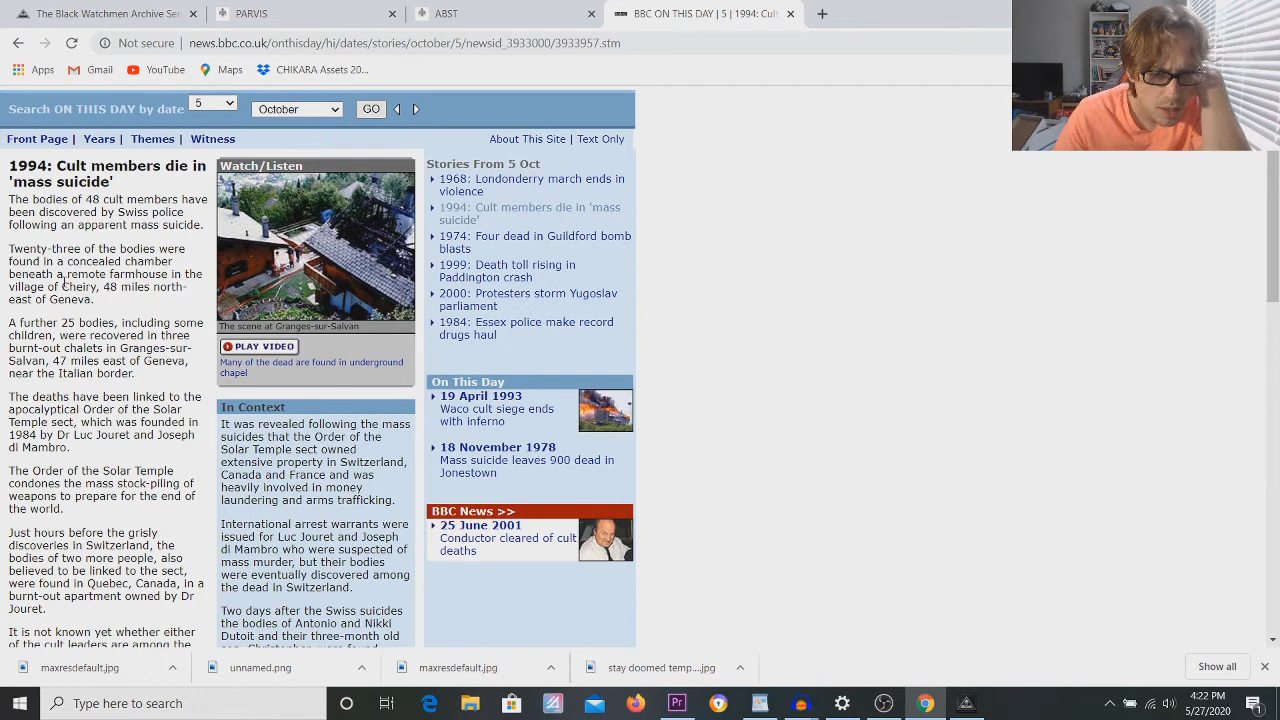 The Black Watchmen Archive Ser
PARVIS
ABST
BBC ON THIS DAY | 5 | 1994: Cult
Not secure | news.bbc.co.uk/onthisday/hi/dates/stories/
mber/5/newsid_3933000/3933957.stm
Apps Gmail YouTube Maps CHIKARA Assets 20...
Search ON THIS DAY by date 5 October GO
Front Page | Years | Themes | Witness
About This Site | Text Only
1994: Cult members die in
'mass suicide'
The bodies of 48 cult members have
been discovered by Swiss police
following an apparent mass suicide.
Twenty-three of the bodies were
found in a concealed chamber
beneath a remote farmhouse in the
village of Cheiry, 48 miles north-
east of Geneva.
A further 25 bodies, including some
children, were recovered in three
burnt-out chalets in Granges-sur-
Salvan, 47 miles east of Geneva,
near the Italian border.
The deaths have been linked to the
apocalyptical Order of the Solar
Temple sect, which was founded in
1984 by Dr Luc Jouret and Joseph
di Mambro.
The Order of the Solar Temple
condones the mass stock-piling of
weapons to prepare for the end of
the world.
Just hours before the grisly
discoveries in Switzerland, the
bodies of two more people, also
believed to be linked to the sect,
were found in Quebec, Canada, in a
burnt-out apartment owned by Dr
Jouret.
It is not known yet whether either
of the cult leaders are among
Watch/Listen
The scene at Granges-sur-Salvan
PLAY VIDEO
Many of the dead are found in underground
chapel
In Context
It was revealed following the mass
suicides that the Order of the
Solar Temple sect owned
extensive property in Switzerland,
Canada and France and was
heavily involved in money
laundering and arms trafficking.
International arrest warrants were
issued for Luc Jouret and Joseph
di Mambro who were suspected of
mass murder, but their bodies
were eventually discovered among
the dead in Switzerland.
Two days after the Swiss suicides
the bodies of Antonio and Nikki
Dutoit and their three-month old
son, Christopher were found
Stories From 5 Oct
1968: Londonderry march ends in
violence
1994: Cult members die in 'mass
suicide'
1974: Four dead in Guildford bomb
blasts
1999: Death toll rising in
Paddington crash
2000: Protesters storm Yugoslav
parliament
1984: Essex police make record
drugs haul
On This Day
19 April 1993
Waco cult siege ends
with inferno
18 November 1978
Mass suicide leaves 900 dead in
Jonestown
BBC News >>
25 June 2001
Conductor cleared of cult
deaths
maxresdefault.jpg
unnamed.png
maxresdefault.jpg
stay doomed temp....jpg
Show all
Type here to search
Pr
4:22 PM
5/27/2020
1